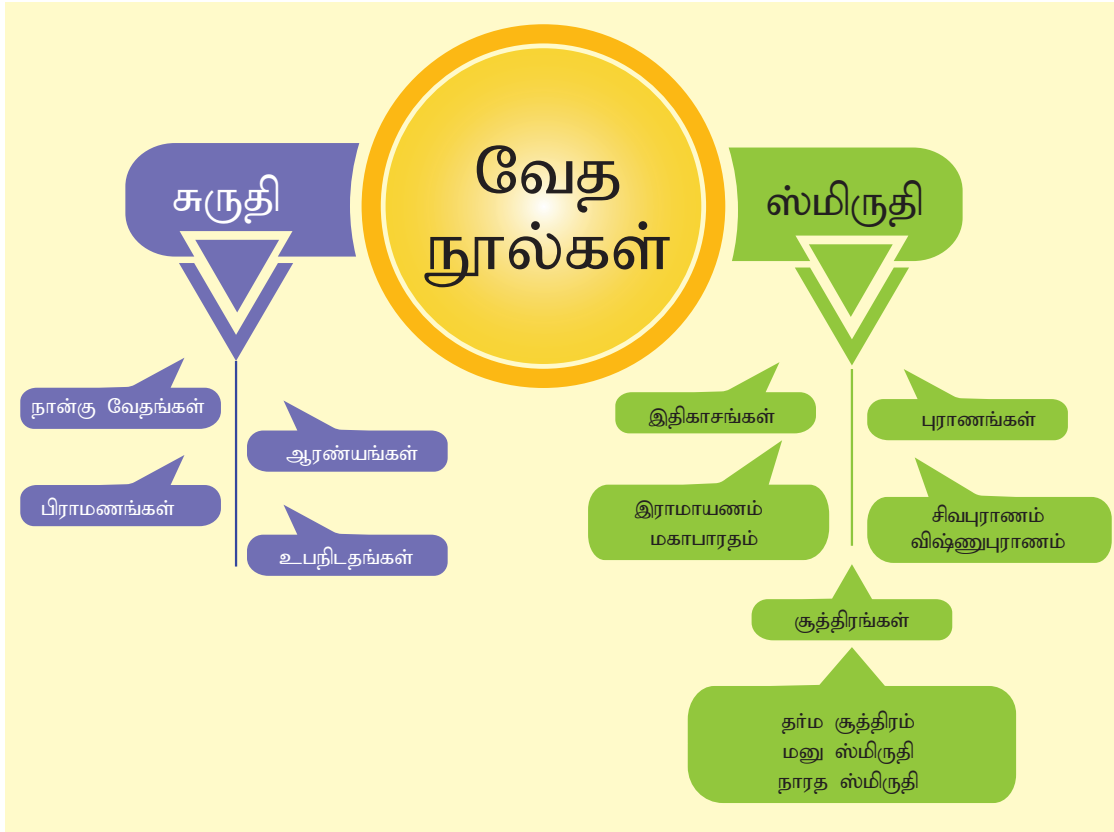 வேத
நூல்கள்
சுருதி
நான்கு வேதங்கள்
ஆரண்யங்கள்
பிராமணங்கள்
உபநிடதங்கள்
ஸ்மிருதி
இதிகாசங்கள்
புராணங்கள்
இராமாயணம்
மகாபாரதம்
சிவபுராணம்
விஷ்ணுபுராணம்
சூத்திரங்கள்
தர்ம சூத்திரம்
மனு ஸ்மிருதி
நாரத ஸ்மிருதி